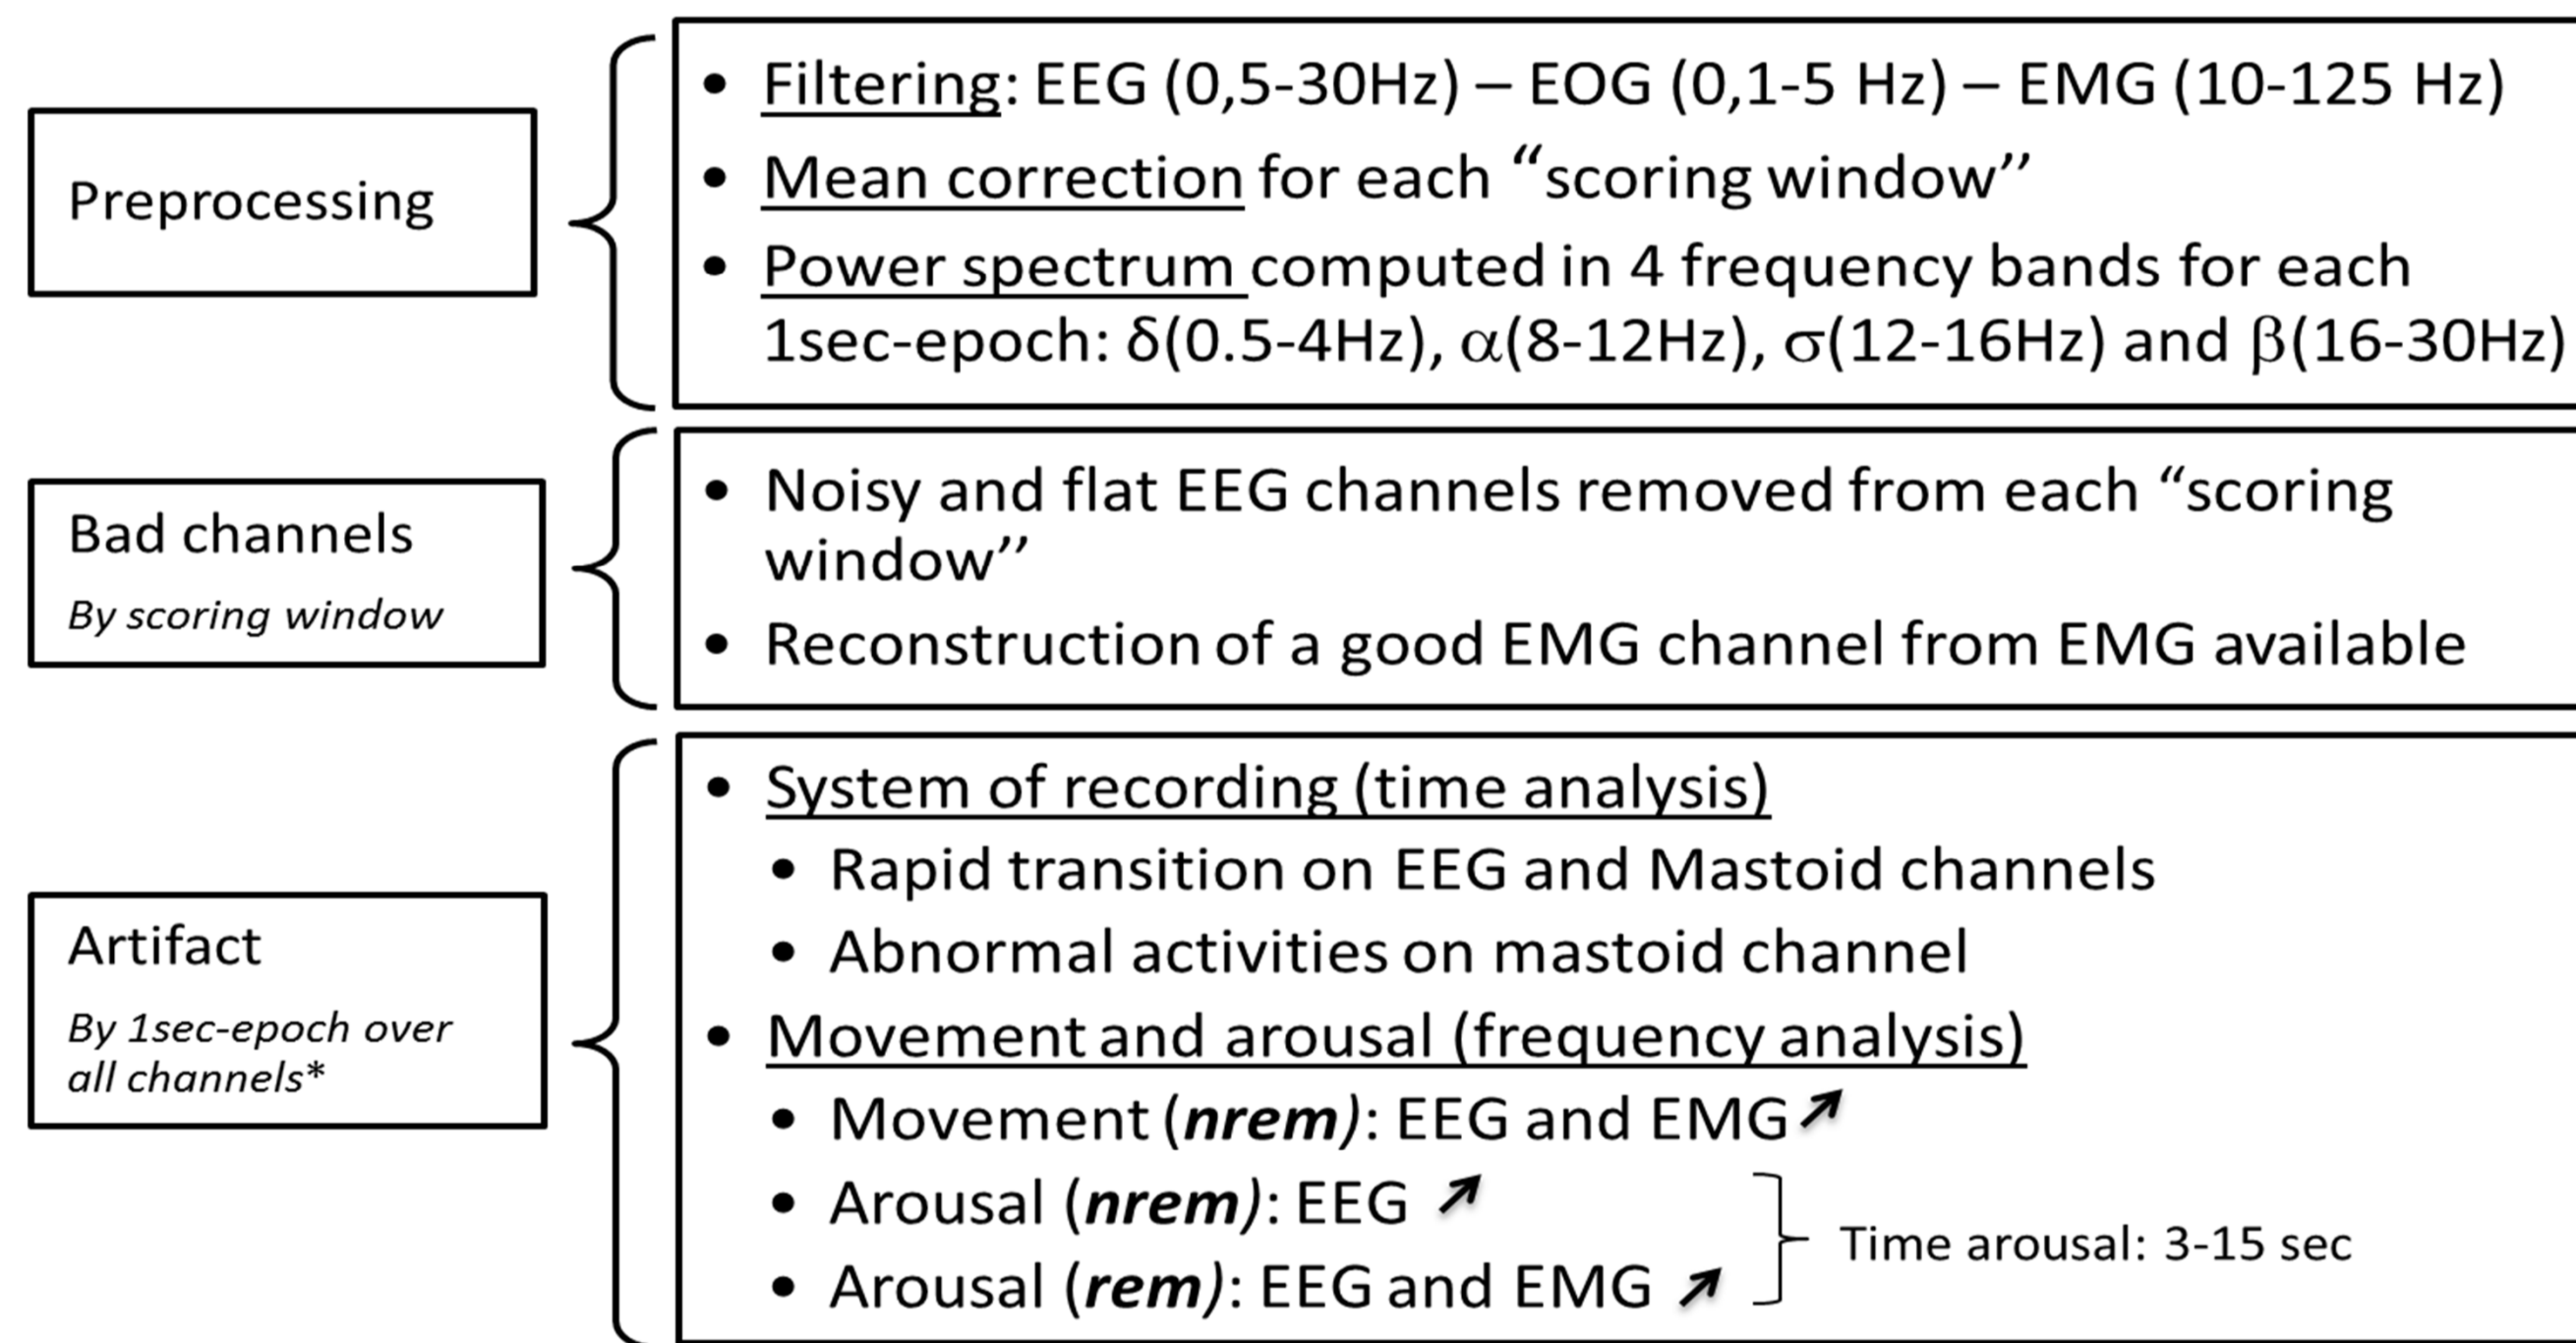 Preprocessing
• Filtering: EEG (0,5-30Hz) – EOG (0,1-5 Hz) – EMG (10-125 Hz)
• Mean correction for each “scoring window’’
• Power spectrum computed in 4 frequency bands for each
1sec-epoch: δ(0.5-4Hz), α(8-12Hz), σ(12-16Hz) and β(16-30Hz)
Bad channels
By scoring window
• Noisy and flat EEG channels removed from each “scoring
window’’
• Reconstruction of a good EMG channel from EMG available
Artifact
By 1sec-epoch over
all channels*
• System of recording (time analysis)
• Rapid transition on EEG and Mastoid channels
• Abnormal activities on mastoid channel
• Movement and arousal (frequency analysis)
• Movement (nrem): EEG and EMG ↗
• Arousal (nrem): EEG ↗
• Arousal (rem): EEG and EMG ↗
Time arousal: 3-15 sec